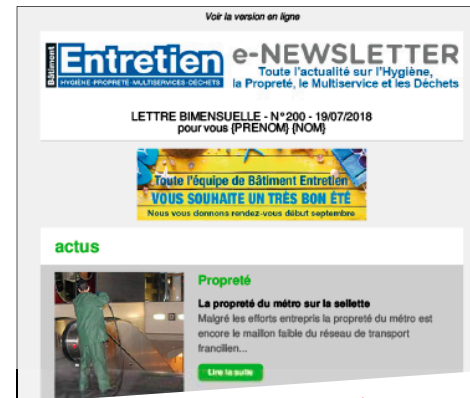 Voir la version en ligne
Bâtiment
Entretien
HYGIÈNE-PROPRETE-MULTISERVICES-DÉCHETS
e-NEWSLETTER
Toute l'actualité sur l'Hygiène,
la Propreté, le Multiservice et les Déchets
LETTRE BIMENSUELLE - N°200 - 19/07/2018
pour vous {PRENOM} {NOM}
Toute l'équipe de Bâtiment Entretien
VOUS SOUHAITE UN TRÈS BON ÉTÉ
Nous vous donnons rendez-vous début septembre
actus
Propreté
La propreté du métro sur la sellette
Malgré les efforts entrepris la propreté du métro est
encore le maillon faible du réseau de transport
francilien...
Lire la suite